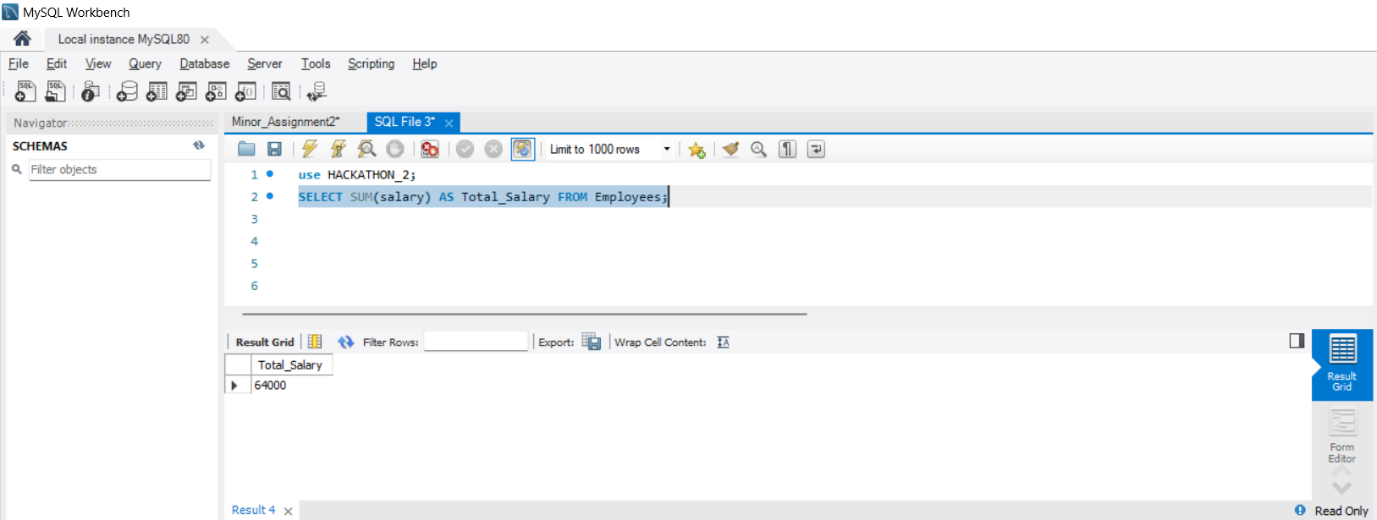 MySQL Workbench
Local instance MySQL80
File Edit View Query Database Server Tools Scripting Help
Navigator
SCHEMAS
Filter objects
Minor_Assignment2* SQL File 3*
Limit to 1000 rows
1 use HACKATHON_2;
2 SELECT SUM(salary) AS Total_Salary FROM Employees;
3
4
5
6
Result Grid Filter Rows: Export: Wrap Cell Content:
Total_Salary
64000
Result
Grid
Form
Editor
Result 4
Read Only